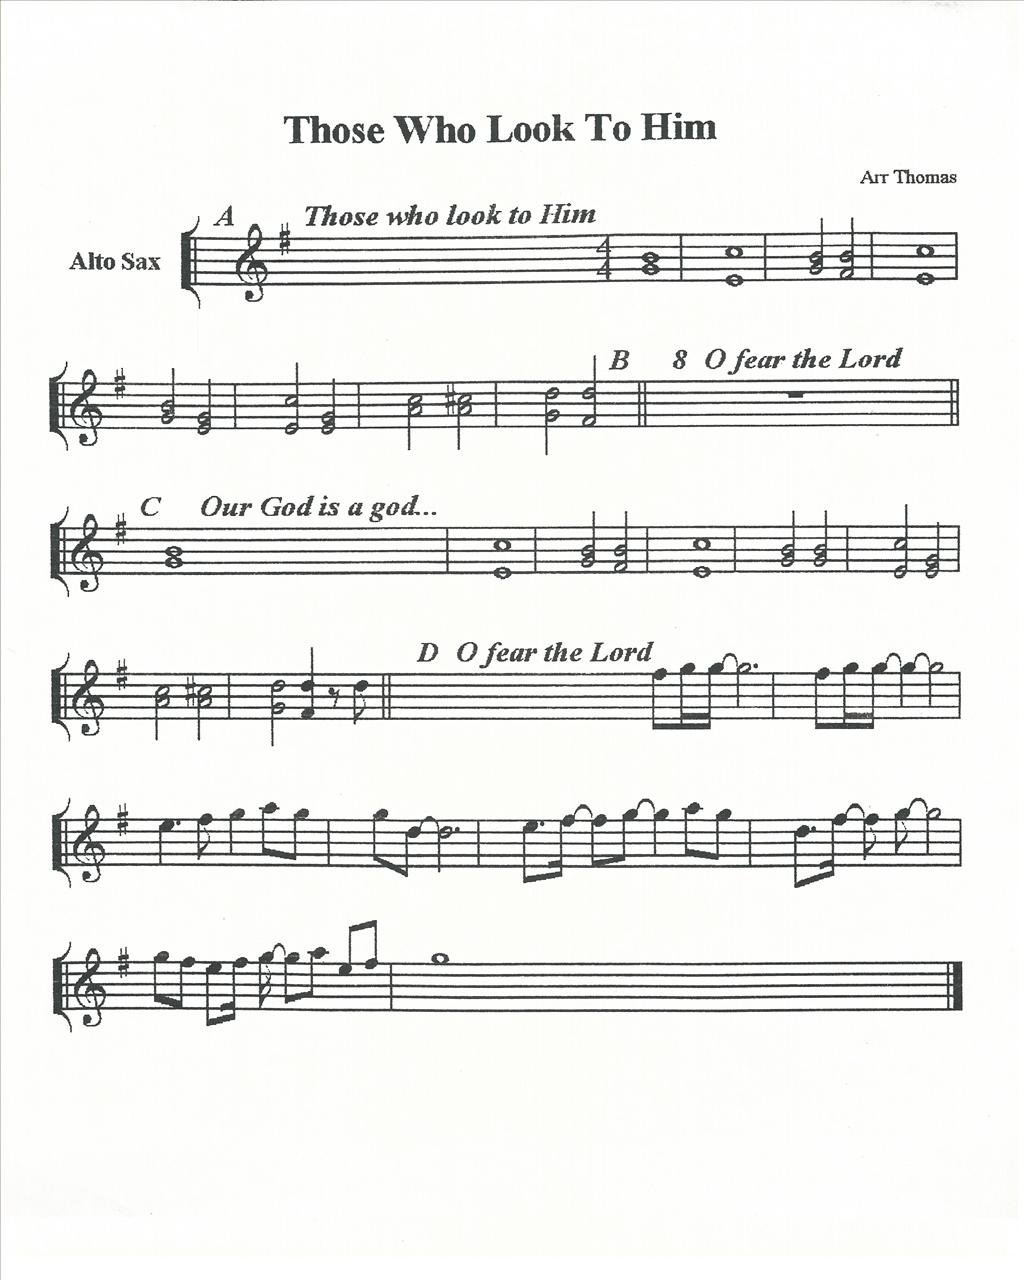 Those Who Look To Him
Arr Thomas
A Those who look to Him
Alto Sax
4
4
B 8 O fear the Lord
C Our God is a god...
D O fear the Lord